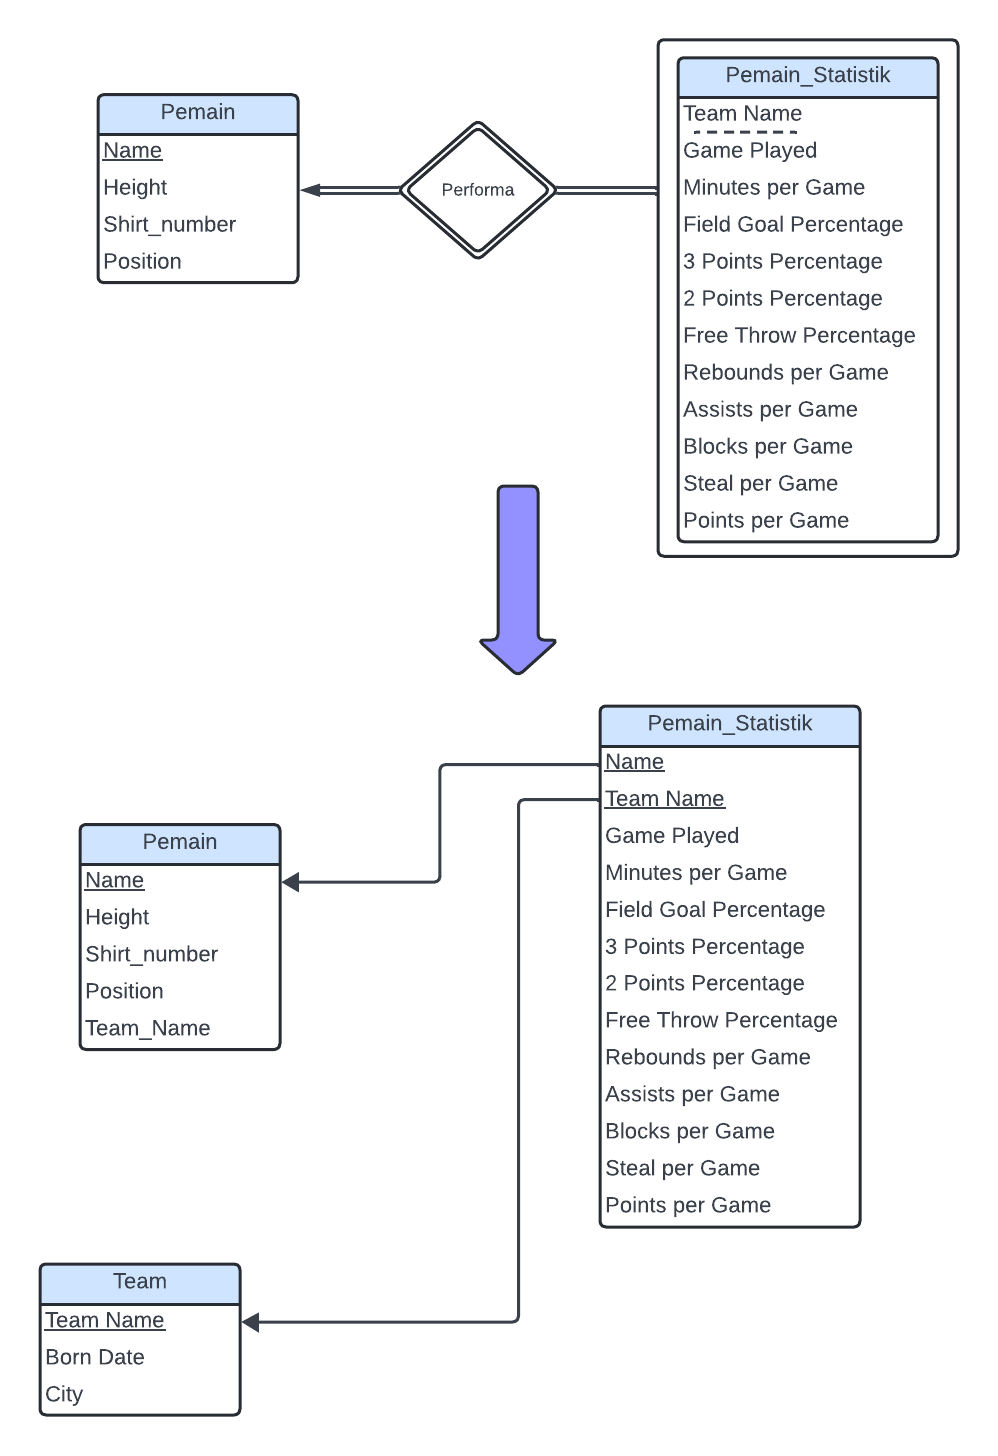 Pemain
Name
Height
Shirt_number
Position
Performa
Pemain_Statistik
Team Name
Game Played
Minutes per Game
Field Goal Percentage
3 Points Percentage
2 Points Percentage
Free Throw Percentage
Rebounds per Game
Assists per Game
Blocks per Game
Steal per Game
Points per Game
Pemain_Statistik
Name
Team Name
Game Played
Minutes per Game
Field Goal Percentage
3 Points Percentage
2 Points Percentage
Free Throw Percentage
Rebounds per Game
Assists per Game
Blocks per Game
Steal per Game
Points per Game
Pemain
Name
Height
Shirt_number
Position
Team_Name
Team
Team Name
Born Date
City